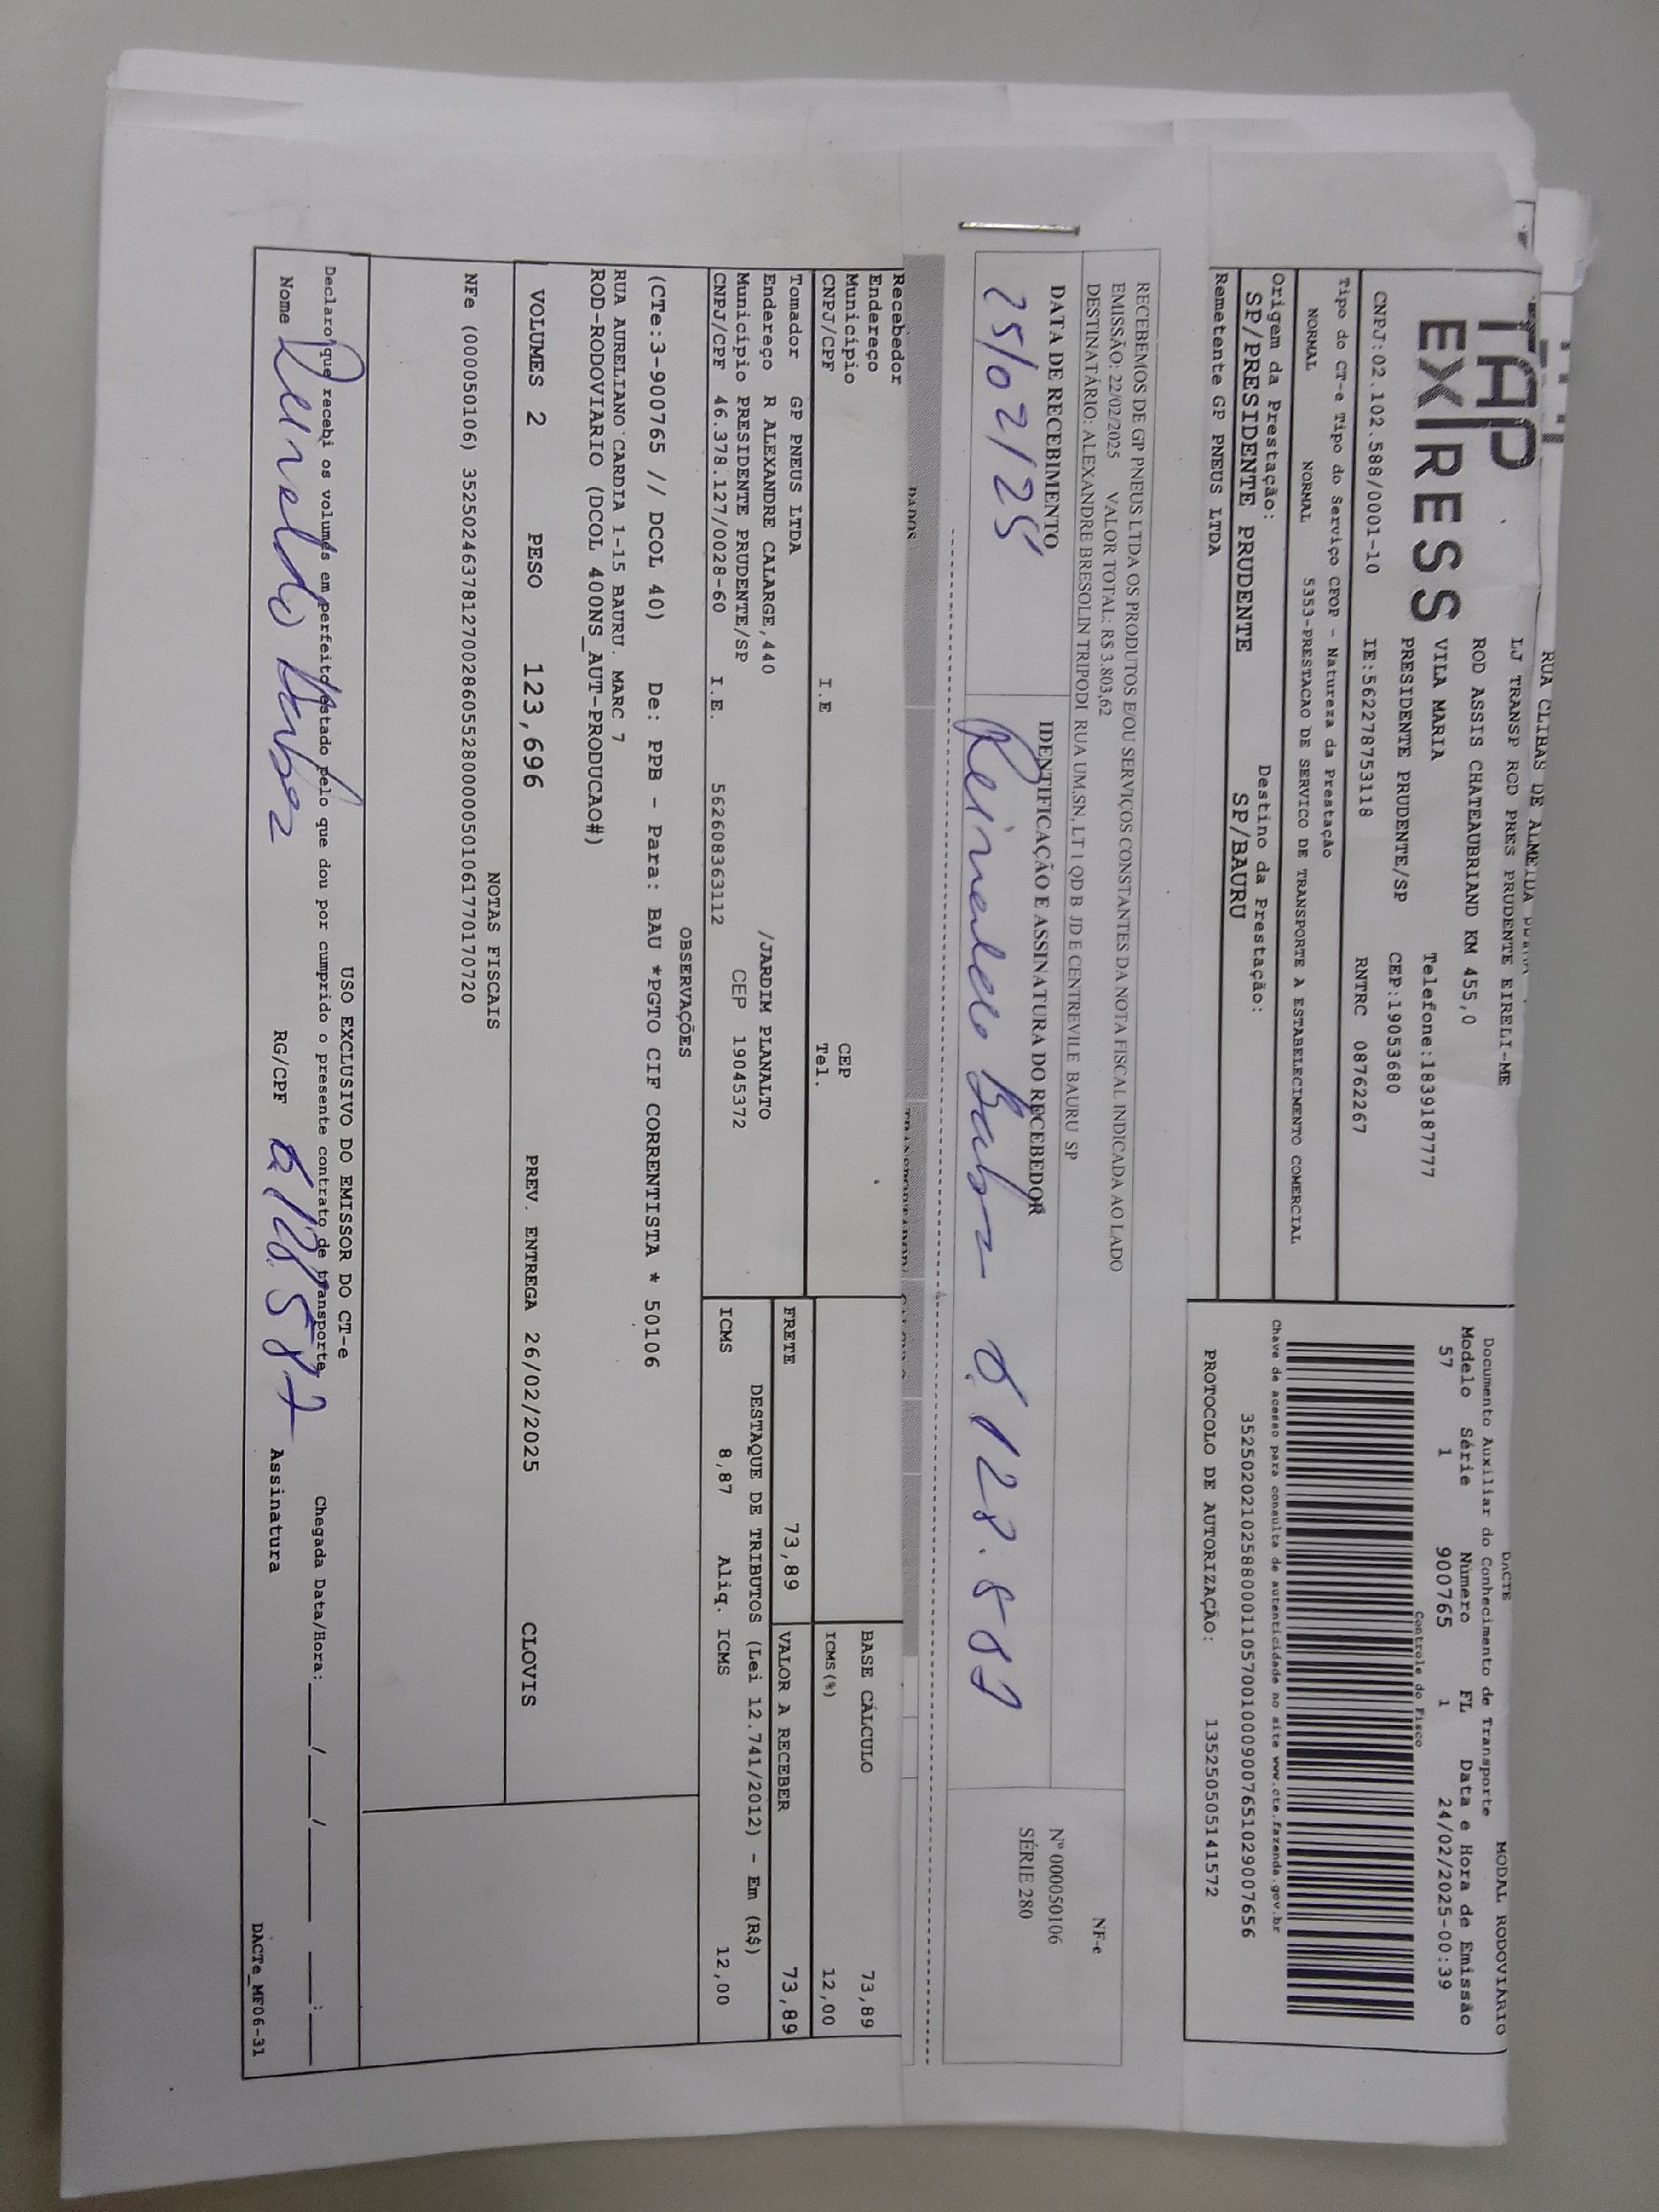 RUA CLIBAS DE ALMEIDA
TAP
EXPRESS
LJ TRANSP ROD PRES PRUDENTE EIRELI-ME
ROD ASSIS CHATEAUBRIAND KM 455,0
VILA MARIA Telefone:1839187777
PRESIDENTE PRUDENTE/SP CEP:19053680
CNPJ:02.102.588/0001-10 IE:562278753118 RNTRC 08762267
DACTE MODAL RODOVIÁRIO
Documento Auxiliar do Conhecimento de Transporte
Modelo Série Número FL Data e Hora de Emissão
57 1 900765 1 24/02/2025-00:39
Controle do Fisco
Tipo do CT-e Tipo do Serviço CFOP - Natureza da Prestação
NORMAL NORMAL 5353-PRESTACAO DE SERVICO DE TRANSPORTE A ESTABELECIMENTO COMERCIAL
Chave de acesso para consulta de autenticidade no site www.cte.fazenda.gov.br
35250202102588000110570010009007651029007656
Origem da Prestação: Destino da Prestação:
SP/PRESIDENTE PRUDENTE SP/BAURU
PROTOCOLO DE AUTORIZAÇÃO: 135250505141572
Remetente GP PNEUS LTDA
RECEBEMOS DE GP PNEUS LTDA OS PRODUTOS E/OU SERVIÇOS CONSTANTES DA NOTA FISCAL INDICADA AO LADO
EMISSÃO: 22/02/2025 VALOR TOTAL: R$ 3.803,62
DESTINATÁRIO: ALEXANDRE BRESOLIN TRIPODI RUA UM,SN, LT 1 QD B JD E CENTREVILE BAURU SP
NF-e
Nº 000050106
SÉRIE 280
DATA DE RECEBIMENTO IDENTIFICAÇÃO E ASSINATURA DO RECEBEDOR
25/02/25 6.128.587
DADOS
Recebedor
Endereço
Município CEP
CNPJ/CPF I.E Tel.
BASE CÁLCULO 73,89
ICMS(%) 12,00
Tomador GP PNEUS LTDA
Endereço R ALEXANDRE CALARGE,440 /JARDIM PLANALTO
Município PRESIDENTE PRUDENTE/SP CEP 19045372
CNPJ/CPF 46.378.127/0028-60 I.E. 562608363112
FRETE 73,89 VALOR A RECEBER 73,89
DESTAQUE DE TRIBUTOS (Lei 12.741/2012) - Em (R$)
ICMS 8,87 Aliq. ICMS 12,00
OBSERVAÇÕES
(CTe:3-900765 // DCOL 40) De: PPB - Para: BAU *PGTO CIF CORRENTISTA * 50106
RUA AURELIANO CARDIA 1-15 BAURU. MARC 7
ROD-RODOVIARIO (DCOL 400NS_AUT-PRODUCAO#)
VOLUMES 2 PESO 123,696 PREV. ENTREGA 26/02/2025 CLOVIS
NOTAS FISCAIS
NFe (000050106) 35250246378127002860552800000501061770170720
USO EXCLUSIVO DO EMISSOR DO CT-e
Declaro que recebi os volumes em perfeito estado pelo que dou por cumprido o presente contrato de transporte. Chegada Data/Hora: ___/___/_____ ___:___
Nome RG/CPF 6.128.587 Assinatura
DACTe_MF06-31